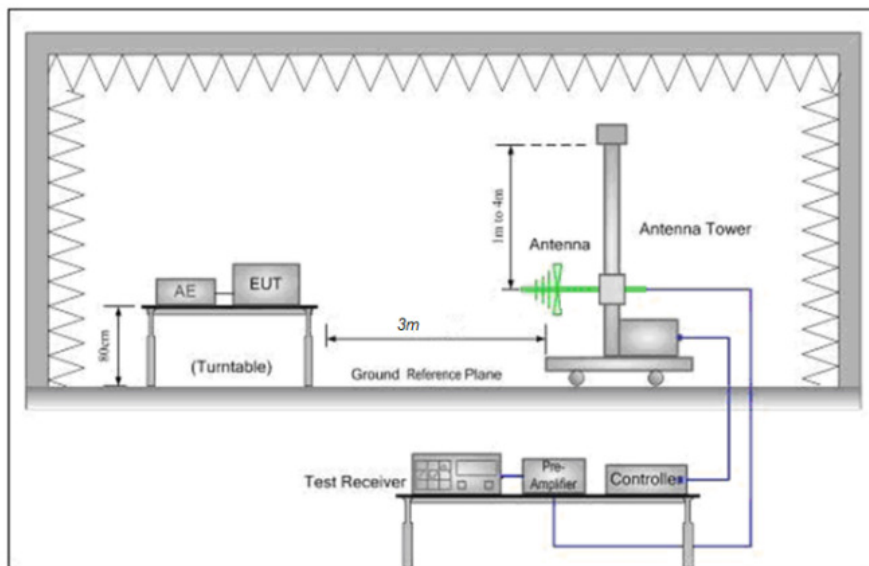 1m to 4m
Antenna
Antenna Tower
AE
EUT
80cm
3m
(Turntable)
Ground Reference Plane
Test Receiver
Pre-
Amplifier
Controlle